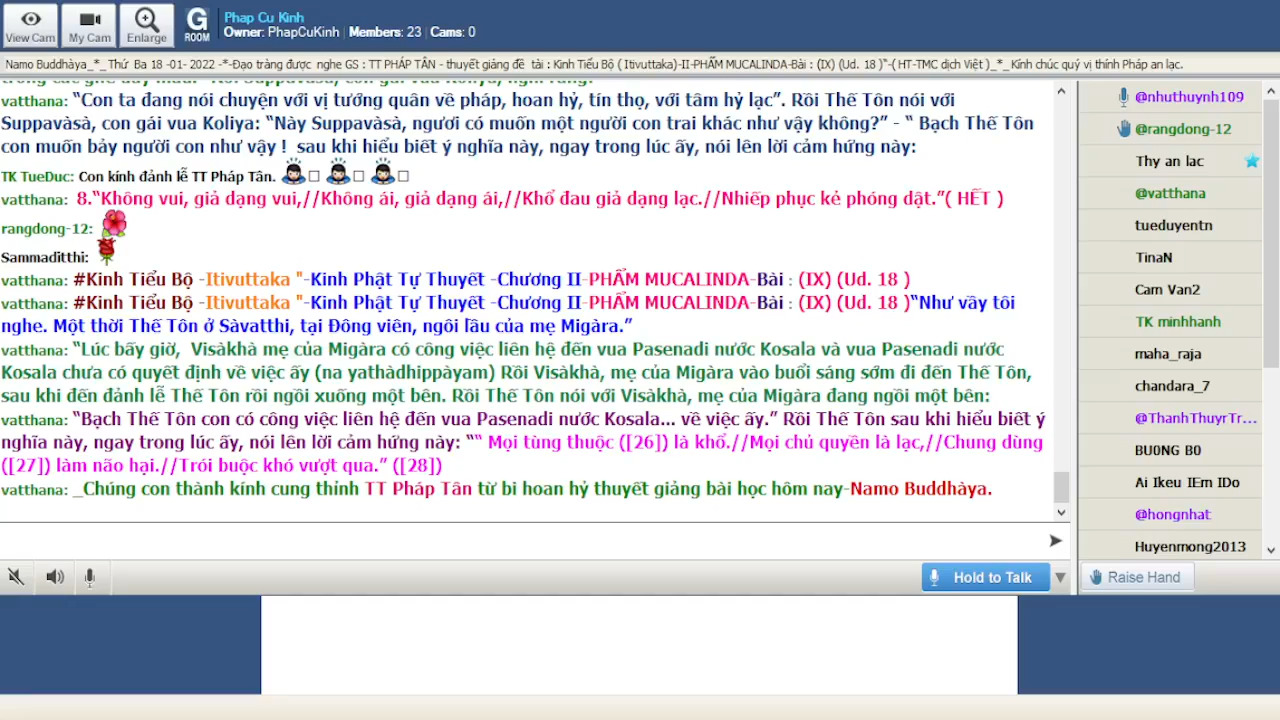 View Cam
My Cam
Enlarge
G
ROOM
Phap Cu Kinh
Owner: PhapCuKinh | Members: 23 | Cams: 0
Namo Buddhàya_*_Thứ Ba 18 -01- 2022 -*-Đạo tràng được nghe GS : TT PHÁP TÂN - thuyết giảng đề tài : Kinh Tiểu Bộ ( Itivuttaka)-II-PHẨM MUCALINDA-Bài : (IX) (Ud. 18 )"-( HT-TMC dịch Việt )_*_Kính chúc quý vị thính Pháp an lạc.
vatthana: “Con ta đang nói chuyện với vị tướng quân về pháp, hoan hỷ, tín thọ, với tâm hỷ lạc”. Rồi Thế Tôn nói với
Suppavàsà, con gái vua Koliya: “Này Suppavàsà, ngươi có muốn một người con trai khác như vậy không?” - “ Bạch Thế Tôn
con muốn bảy người con như vậy ! sau khi hiểu biết ý nghĩa này, ngay trong lúc ấy, nói lên lời cảm hứng này:
TK TueDuc: Con kính đảnh lễ TT Pháp Tân.
vatthana: 8.“Không vui, giả dạng vui,//Không ái, giả dạng ái,//Khổ đau giả dạng lạc.//Nhiếp phục kẻ phóng dật.”( HẾT )
rangdong-12:
Sammaditthi:
vatthana: #Kinh Tiểu Bộ -Itivuttaka "-Kinh Phật Tự Thuyết -Chương II-PHẨM MUCALINDA-Bài : (IX) (Ud. 18 )
vatthana: #Kinh Tiểu Bộ -Itivuttaka "-Kinh Phật Tự Thuyết -Chương II-PHẨM MUCALINDA-Bài : (IX) (Ud. 18 )“Như vầy tôi
nghe. Một thời Thế Tôn ở Sàvatthi, tại Đông viên, ngôi lầu của mẹ Migàra.”
vatthana: “Lúc bấy giờ, Visàkhà mẹ của Migàra có công việc liên hệ đến vua Pasenadi nước Kosala và vua Pasenadi nước
Kosala chưa có quyết định về việc ấy (na yathàdhippàyam) Rồi Visàkhà, mẹ của Migàra vào buổi sáng sớm đi đến Thế Tôn,
sau khi đến đảnh lễ Thế Tôn rồi ngồi xuống một bên. Rồi Thế Tôn nói với Visàkhà, mẹ của Migàra đang ngồi một bên:
vatthana: “Bạch Thế Tôn con có công việc liên hệ đến vua Pasenadi nước Kosala... về việc ấy.” Rồi Thế Tôn sau khi hiểu biết ý
nghĩa này, ngay trong lúc ấy, nói lên lời cảm hứng này: “‟ Mọi tùng thuộc ([26]) là khổ.//Mọi chủ quyền là lạc,//Chung dùng
([27]) làm não hại.//Trói buộc khó vượt qua.” ([28])
vatthana: _Chúng con thành kính cung thỉnh TT Pháp Tân từ bi hoan hỷ thuyết giảng bài học hôm nay-Namo Buddhàya.
Hold to Talk
@nhuthuynh109
@rangdong-12
Thy an lac
@vatthana
tueduyentn
TinaN
Cam Van2
TK minhhanh
maha_raja
chandara_7
@ThanhThuyrTr...
BU0NG B0
Ai Ikeu IEm IDo
@hongnhat
Huyenmong2013
Raise Hand